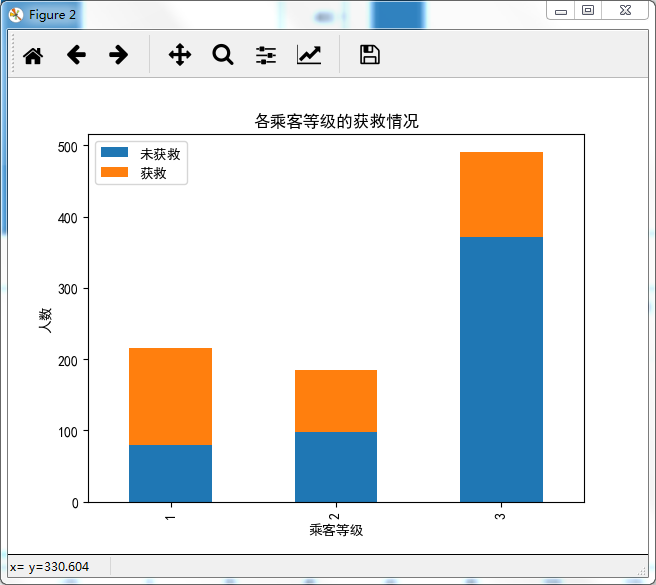 Figure 2
各乘客等级的获救情况
未获救
获救
500
400
300
200
100
0
人数
1
2
3
乘客等级
x= y=330.604